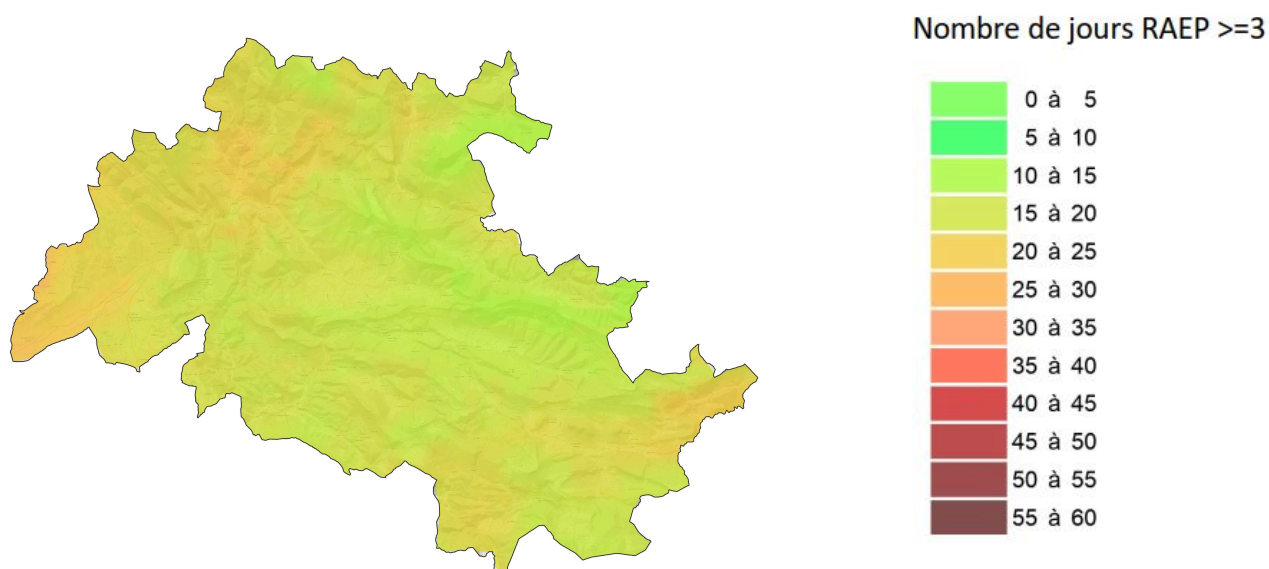 Nombre de jours RAEP >=3
0 à 5
5 à 10
10 à 15
15 à 20
20 à 25
25 à 30
30 à 35
35 à 40
40 à 45
45 à 50
50 à 55
55 à 60